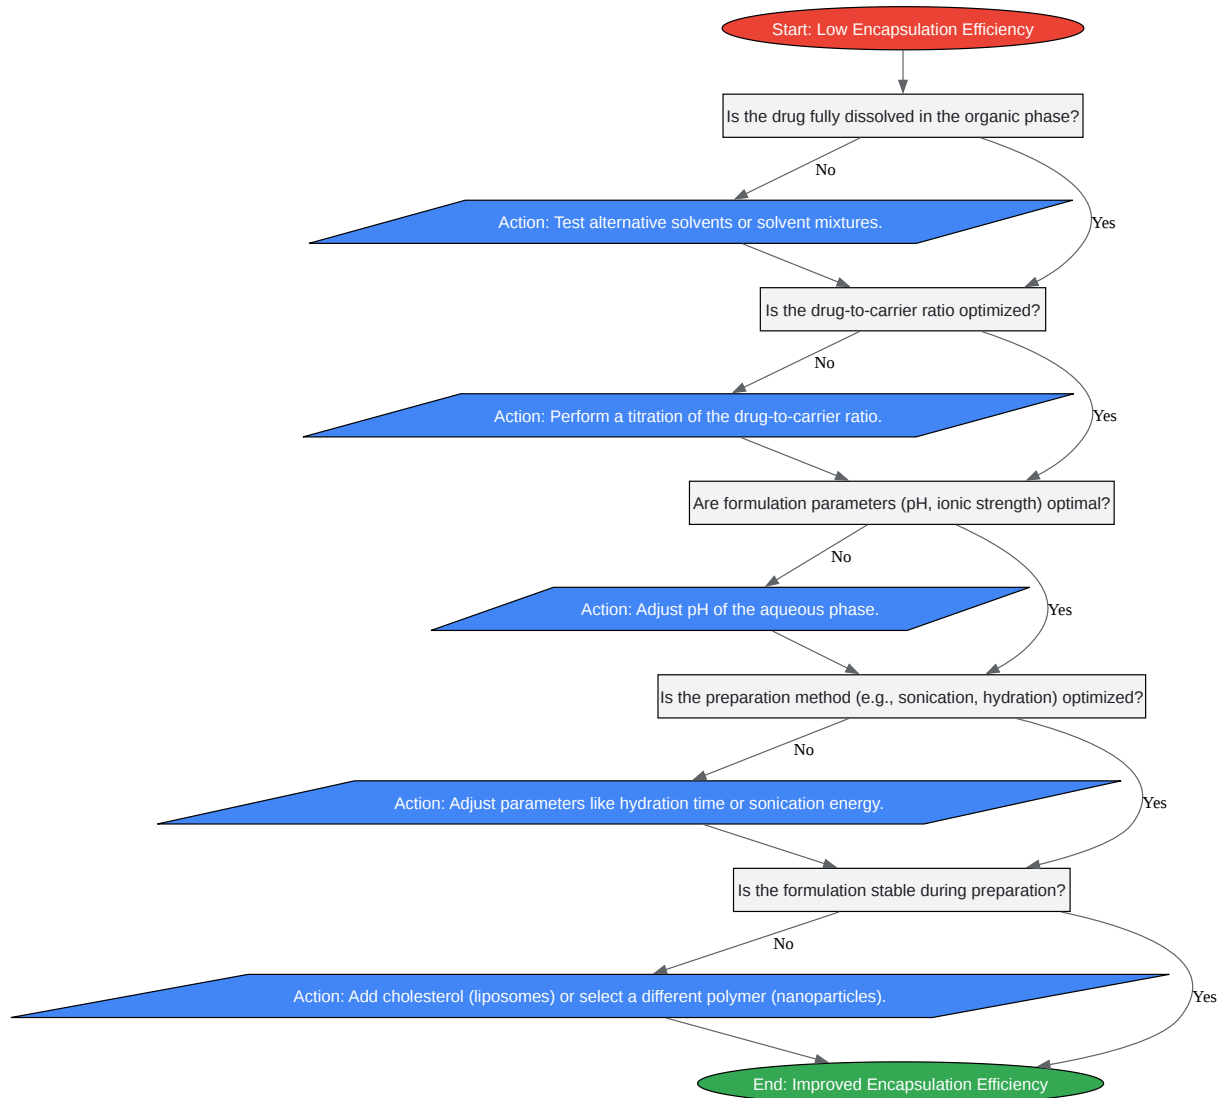 Start: Low Encapsulation Efficiency
Is the drug fully dissolved in the organic phase?
No
Action: Test alternative solvents or solvent mixtures.
Yes
Is the drug-to-carrier ratio optimized?
No
Action: Perform a titration of the drug-to-carrier ratio.
Yes
Are formulation parameters (pH, ionic strength) optimal?
No
Action: Adjust pH of the aqueous phase.
Yes
Is the preparation method (e.g., sonication, hydration) optimized?
No
Action: Adjust parameters like hydration time or sonication energy.
Yes
Is the formulation stable during preparation?
No
Action: Add cholesterol (liposomes) or select a different polymer (nanoparticles).
Yes
End: Improved Encapsulation Efficiency